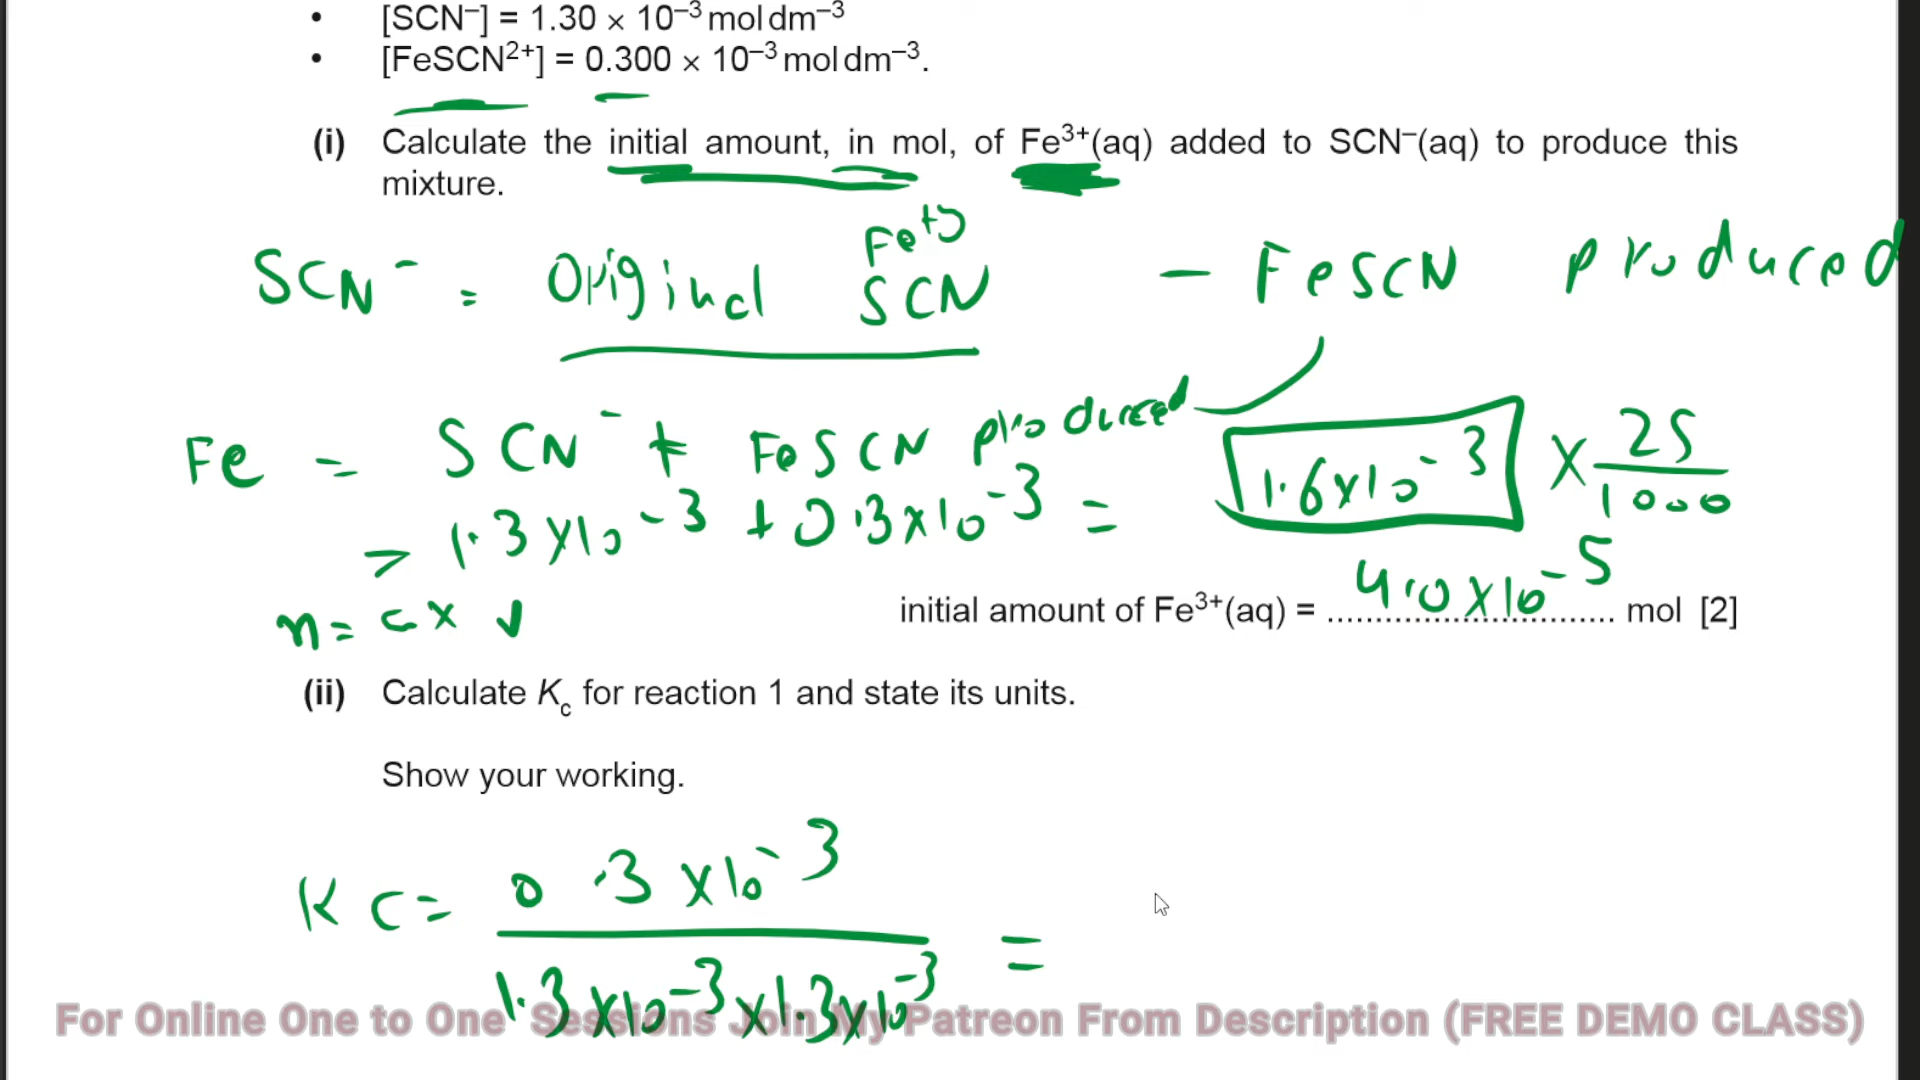 • [SCN⁻] = 1.30 × 10⁻³ mol dm⁻³
• [FeSCN²⁺] = 0.300 × 10⁻³ mol dm⁻³.
(i) Calculate the initial amount, in mol, of Fe³⁺(aq) added to SCN⁻(aq) to produce this
mixture.
Fe⁺³
SCN⁻ = Original SCN − FeSCN produced
Fe = SCN⁻ + FeSCN produced
= 1.3×10⁻³ + 0.3×10⁻³ = 1.6×10⁻³ × 25/1000
n = c × v
initial amount of Fe³⁺(aq) = 4.0×10⁻⁵ mol [2]
(ii) Calculate Kc for reaction 1 and state its units.
Show your working.
Kc = 0.3×10⁻³ / 1.3×10⁻³×1.3×10⁻³ =
For Online One to One Sessions Join My Patreon From Description (FREE DEMO CLASS)